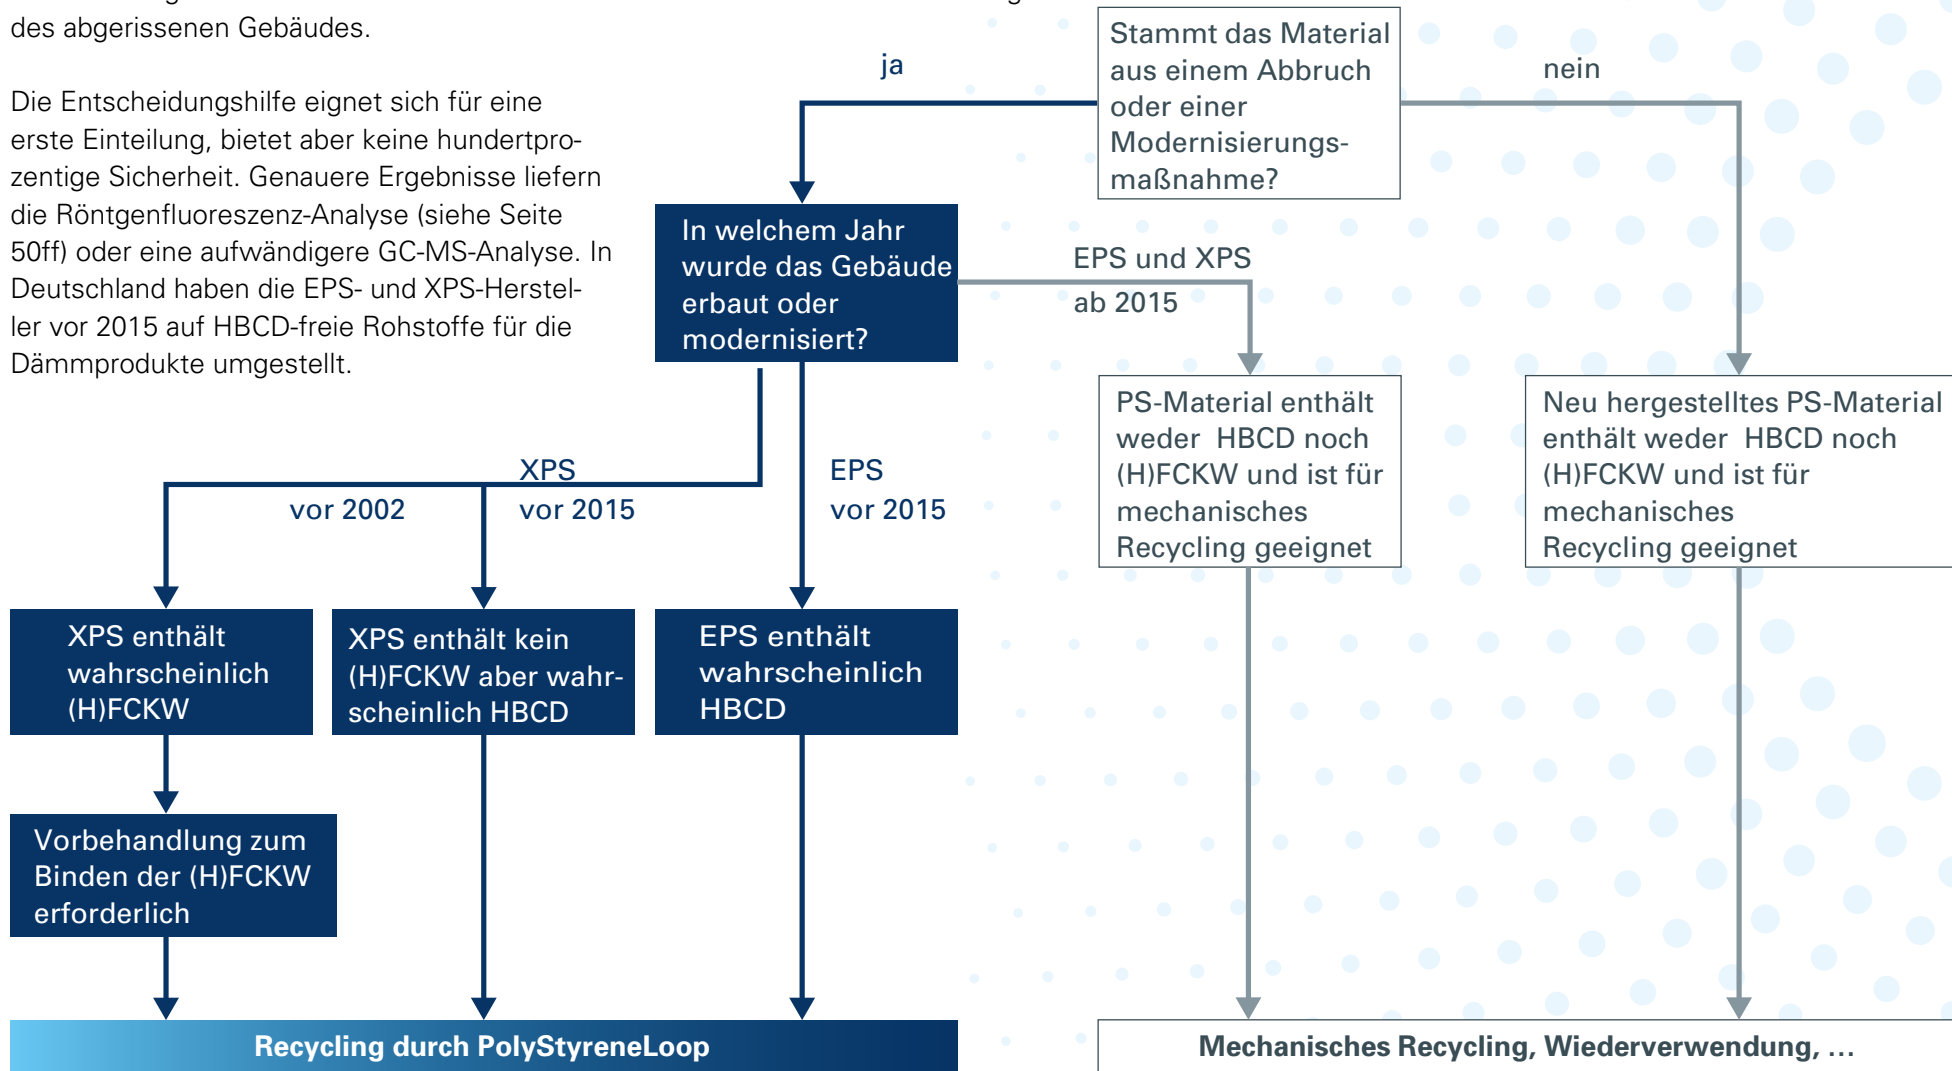 des abgerissenen Gebäudes.
Die Entscheidungshilfe eignet sich für eine
erste Einteilung, bietet aber keine hundertpro-
zentige Sicherheit. Genauere Ergebnisse liefern
die Röntgenfluoreszenz-Analyse (siehe Seite
50ff) oder eine aufwändigere GC-MS-Analyse. In
Deutschland haben die EPS- und XPS-Herstel-
ler vor 2015 auf HBCD-freie Rohstoffe für die
Dämmprodukte umgestellt.
Stammt das Material
aus einem Abbruch
oder einer
Modernisierungs-
maßnahme?
ja
nein
In welchem Jahr
wurde das Gebäude
erbaut oder
modernisiert?
EPS und XPS
ab 2015
PS-Material enthält
weder HBCD noch
(H)FCKW und ist für
mechanisches
Recycling geeignet
Neu hergestelltes PS-Material
enthält weder HBCD noch
(H)FCKW und ist für
mechanisches
Recycling geeignet
XPS
vor 2002
vor 2015
EPS
vor 2015
XPS enthält
wahrscheinlich
(H)FCKW
XPS enthält kein
(H)FCKW aber wahr-
scheinlich HBCD
EPS enthält
wahrscheinlich
HBCD
Vorbehandlung zum
Binden der (H)FCKW
erforderlich
Recycling durch PolyStyreneLoop
Mechanisches Recycling, Wiederverwendung, …